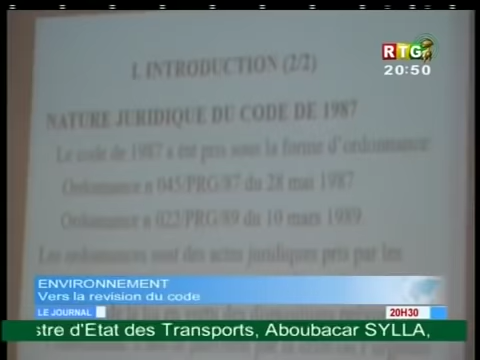 RTG
20:50
I. INTRODUCTION (2/2)
NATURE JURIDIQUE DU CODE DE 1987
Le code de 1987 a été pris sous la forme d'ordonnance:
Ordonnance n 045/PRG/87 du 28 mai 1987
Ordonnance n 022/PRG/89 du 10 mars 1989
Les ordonnances sont des actes juridiques pris par les
ENVIRONNEMENT
Vers la revision du code
LE JOURNAL
20H30
stre d'Etat des Transports, Aboubacar SYLLA,